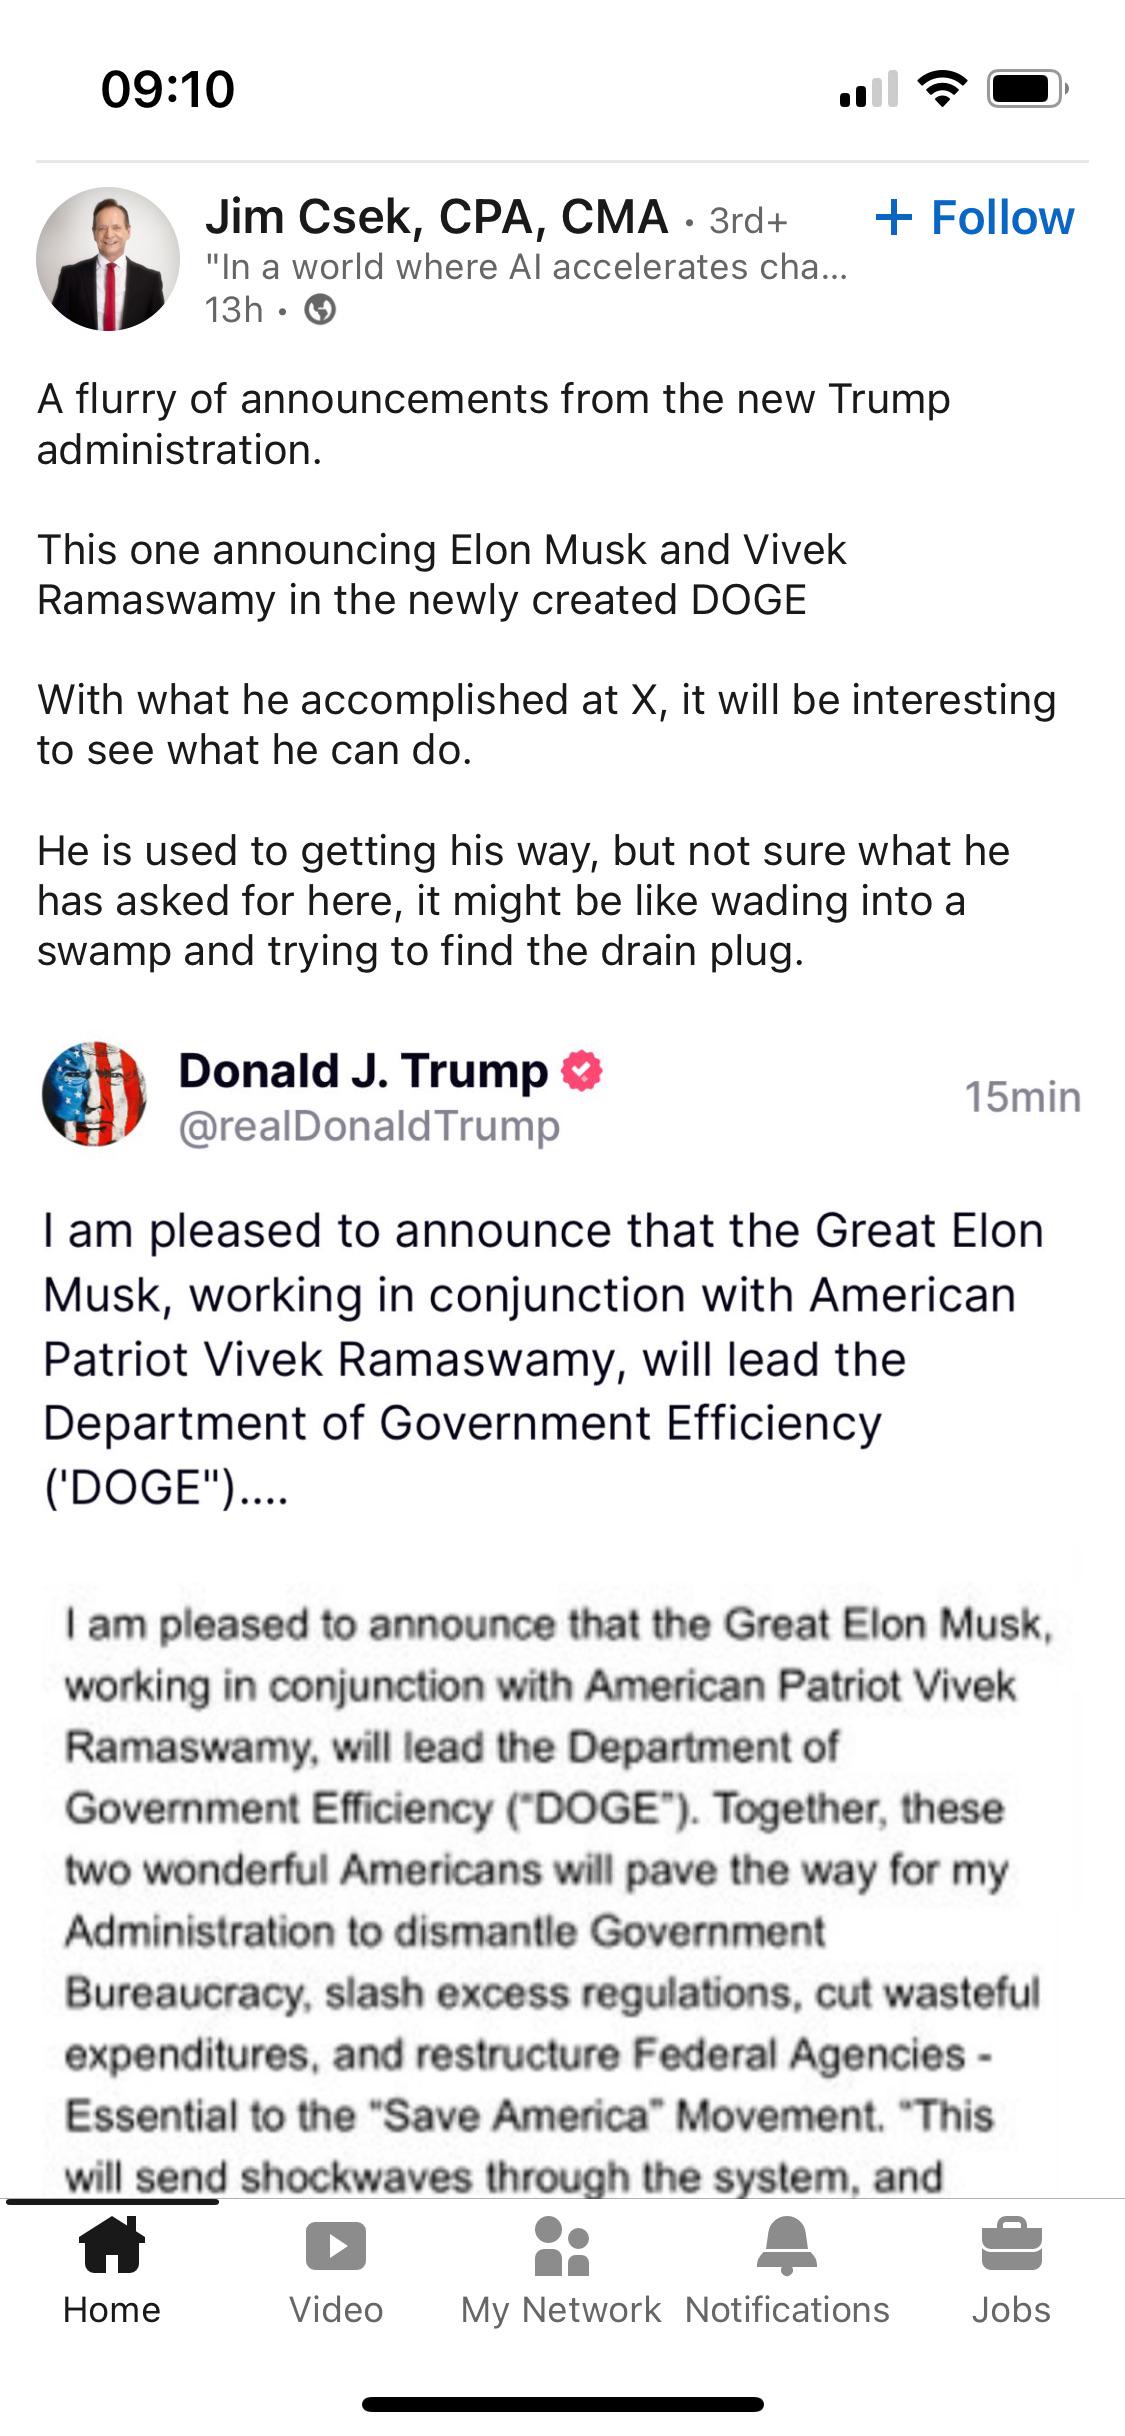 09:10
Jim Csek, CPA, CMA • 3rd+
+ Follow
"In a world where AI accelerates cha...
13h •
A flurry of announcements from the new Trump
administration.
This one announcing Elon Musk and Vivek
Ramaswamy in the newly created DOGE
With what he accomplished at X, it will be interesting
to see what he can do.
He is used to getting his way, but not sure what he
has asked for here, it might be like wading into a
swamp and trying to find the drain plug.
Donald J. Trump
@realDonaldTrump
15min
I am pleased to announce that the Great Elon
Musk, working in conjunction with American
Patriot Vivek Ramaswamy, will lead the
Department of Government Efficiency
('DOGE")....
I am pleased to announce that the Great Elon Musk,
working in conjunction with American Patriot Vivek
Ramaswamy, will lead the Department of
Government Efficiency ("DOGE"). Together, these
two wonderful Americans will pave the way for my
Administration to dismantle Government
Bureaucracy, slash excess regulations, cut wasteful
expenditures, and restructure Federal Agencies -
Essential to the "Save America" Movement. "This
will send shockwaves through the system, and
Home
Video
My Network
Notifications
Jobs